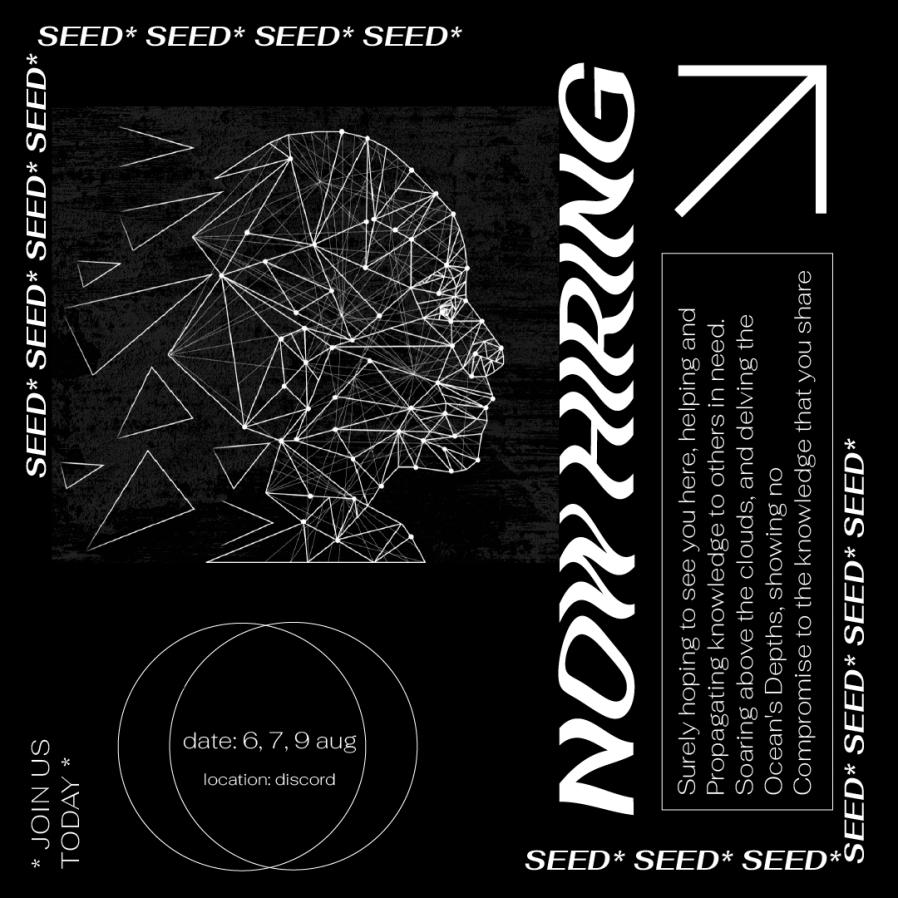 SEED* SEED* SEED* SEED*
SEED* SEED* SEED* SEED*
NOW HIRING
Surely hoping to see you here, helping and
Propagating knowledge to others in need.
Soaring above the clouds, and delving the
Ocean's Depths, showing no
Compromise to the knowledge that you share
date: 6, 7, 9 aug
location: discord
* JOIN US
TODAY *
SEED* SEED* SEED* SEED*
SEED* SEED* SEED*